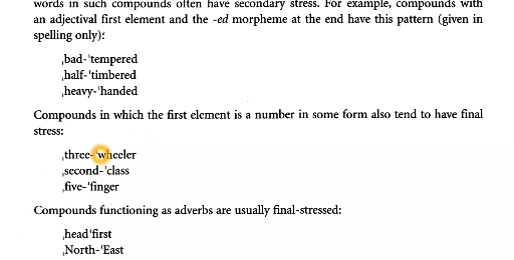 words in such compounds often have secondary stress. For example, compounds with
an adjectival first element and the -ed morpheme at the end have this pattern (given in
spelling only):
ˌbad-ˈtempered
ˌhalf-ˈtimbered
ˌheavy-ˈhanded
Compounds in which the first element is a number in some form also tend to have final
stress:
ˌthree-ˈwheeler
ˌsecond-ˈclass
ˌfive-ˈfinger
Compounds functioning as adverbs are usually final-stressed:
ˌheadˈfirst
ˌNorth-ˈEast